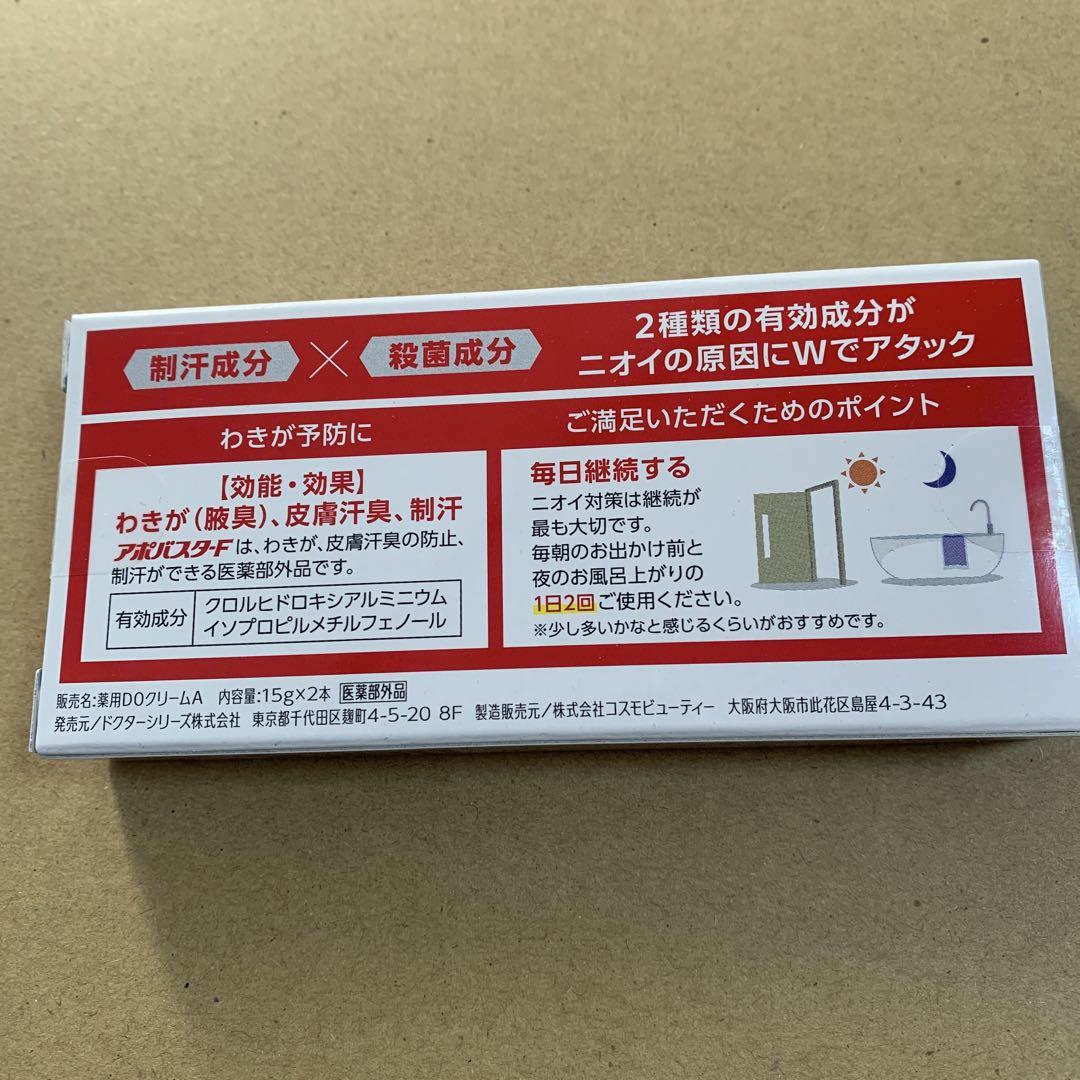 制汗成分 × 殺菌成分
2種類の有効成分が
ニオイの原因にWでアタック
わきが予防に
【効能・効果】
わきが(腋臭)、皮膚汗臭、制汗
アポバスターFは、わきが、皮膚汗臭の防止、
制汗ができる医薬部外品です。
有効成分
クロルヒドロキシアルミニウム
イソプロピルメチルフェノール
ご満足いただくためのポイント
毎日継続する
ニオイ対策は継続が
最も大切です。
毎朝のお出かけ前と
夜のお風呂上がりの
1日2回ご使用ください。
※少し多いかなと感じるくらいがおすすめです。
販売名:薬用DOクリームA 内容量:15g×2本 医薬部外品
発売元/ドクターシリーズ株式会社 東京都千代田区麹町4-5-20 8F 製造販売元/株式会社コスモビューティー 大阪府大阪市此花区島屋4-3-43